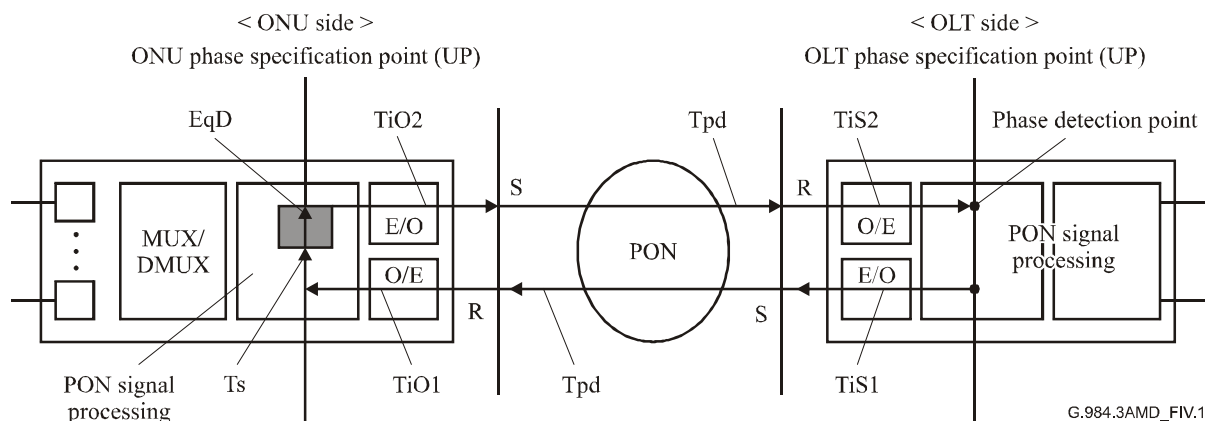 < ONU side >
ONU phase specification point (UP)
< OLT side >
OLT phase specification point (UP)
EqD
TiO2
Tpd
TiS2
Phase detection point
S
R
E/O
O/E
MUX/
DMUX
PON
PON signal
processing
O/E
E/O
R
S
PON signal
processing
Ts
TiO1
Tpd
TiS1
G.984.3AMD_FIV.1